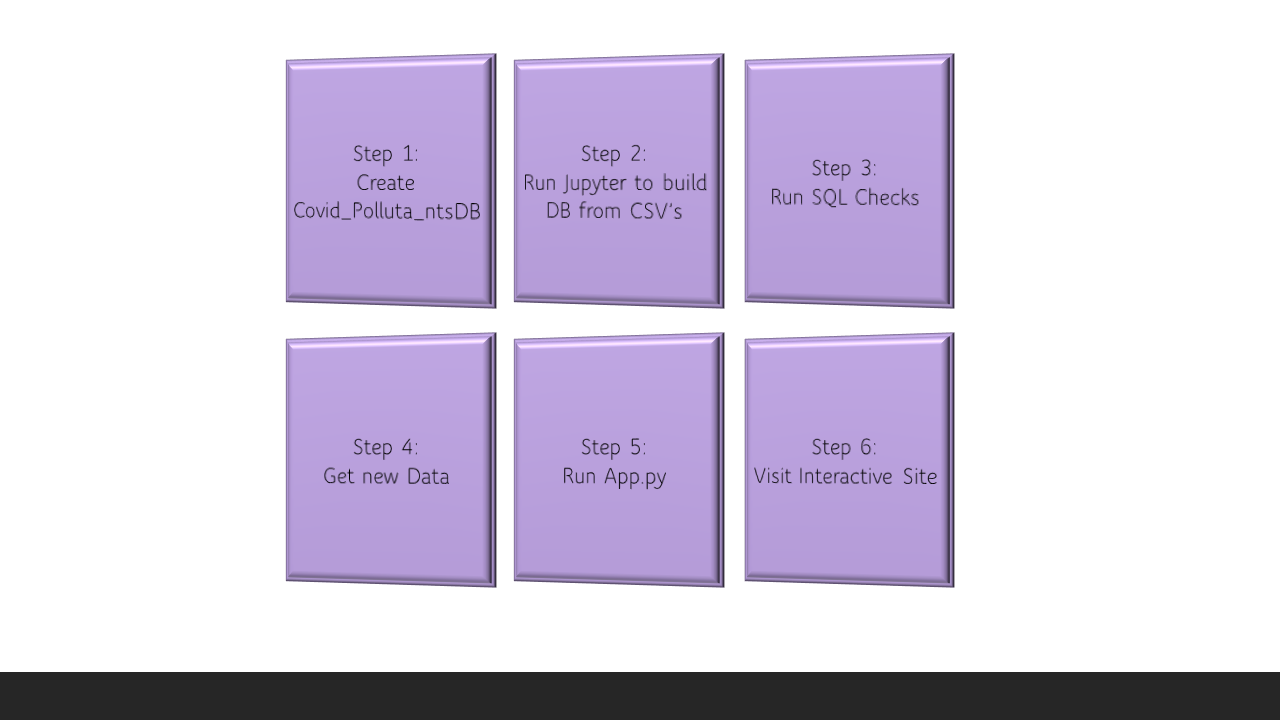 Step 1:
Create
Covid_Polluta_ntsDB
Step 2:
Run Jupyter to build
DB from CSV's
Step 3:
Run SQL Checks
Step 4:
Get new Data
Step 5:
Run App.py
Step 6:
Visit Interactive Site